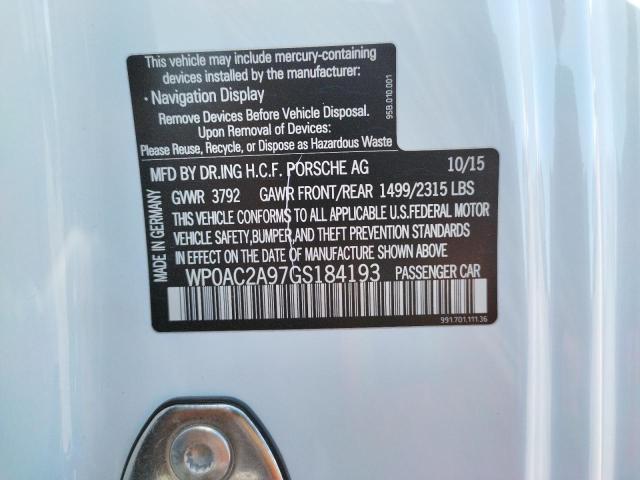 This vehicle may include mercury-containing
devices installed by the manufacturer:
• Navigation Display
Remove Devices Before Vehicle Disposal.
Upon Removal of Devices:
Please Reuse, Recycle, or Dispose as Hazardous Waste
95B.010.001
MFD BY DR.ING H.C.F. PORSCHE AG 10/15
GVWR 3792 GAWR FRONT/REAR 1499/2315 LBS
THIS VEHICLE CONFORMS TO ALL APPLICABLE U.S.FEDERAL MOTOR
VEHICLE SAFETY,BUMPER,AND THEFT PREVENTION STANDARDS
IN EFFECT ON THE DATE OF MANUFACTURE SHOWN ABOVE.
WP0AC2A97GS184193 PASSENGER CAR
MADE IN GERMANY
991.701.111.36